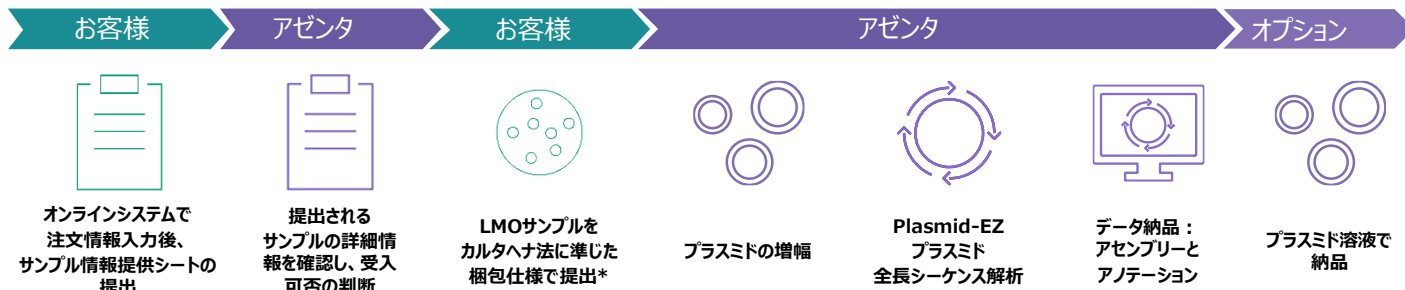 お客様
アゼンタ
お客様
アゼンタ
オプション
オンラインシステムで
注文情報入力後、
サンプル情報提供シートの
提出
提出される
サンプルの詳細情
報を確認し、受入
可否の判断
LMOサンプルを
カルタヘナ法に準じた
梱包仕様で提出*
プラスミドの増幅
Plasmid-EZ
プラスミド
全長シーケンス解析
データ納品：
アセンブリーと
アノテーション
プラスミド溶液で
納品